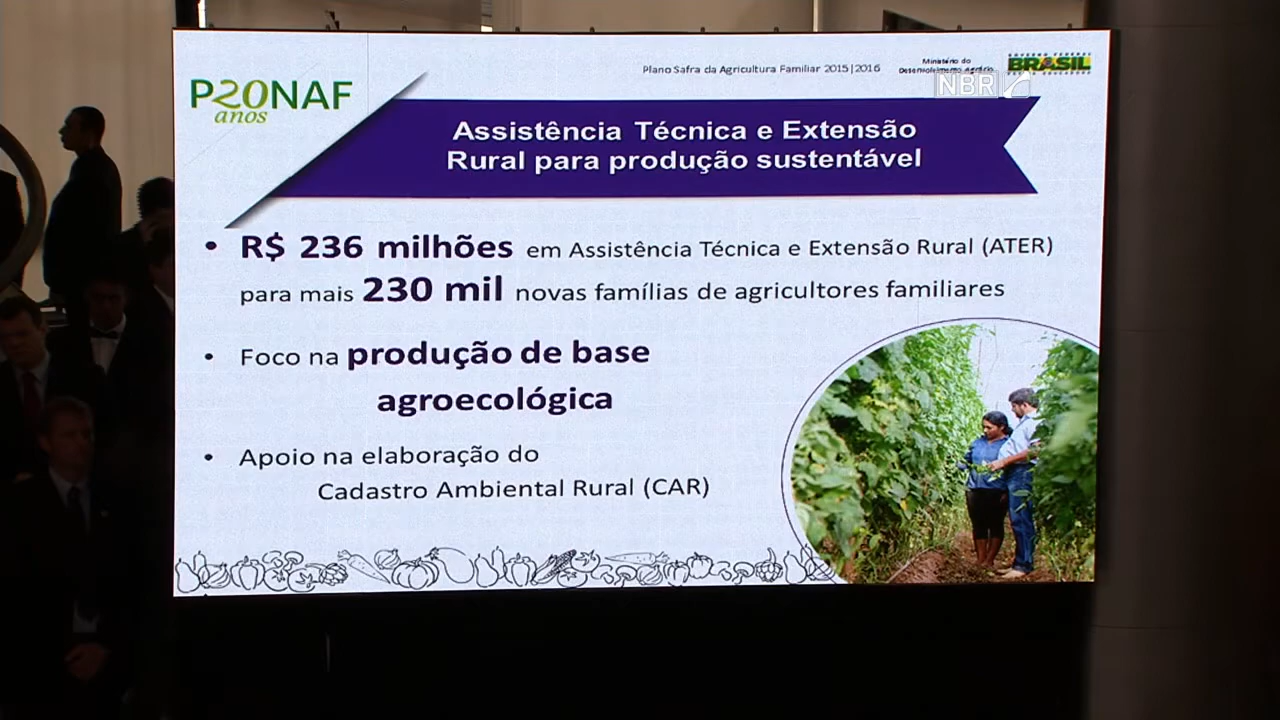 P20NAF
anos
Plano Safra da Agricultura Familiar 2015|2016
Ministério do
Desenvolvimento Agrário
BRASIL
NBR
Assistência Técnica e Extensão
Rural para produção sustentável
• R$ 236 milhões em Assistência Técnica e Extensão Rural (ATER)
para mais 230 mil novas famílias de agricultores familiares
• Foco na produção de base
agroecológica
• Apoio na elaboração do
Cadastro Ambiental Rural (CAR)